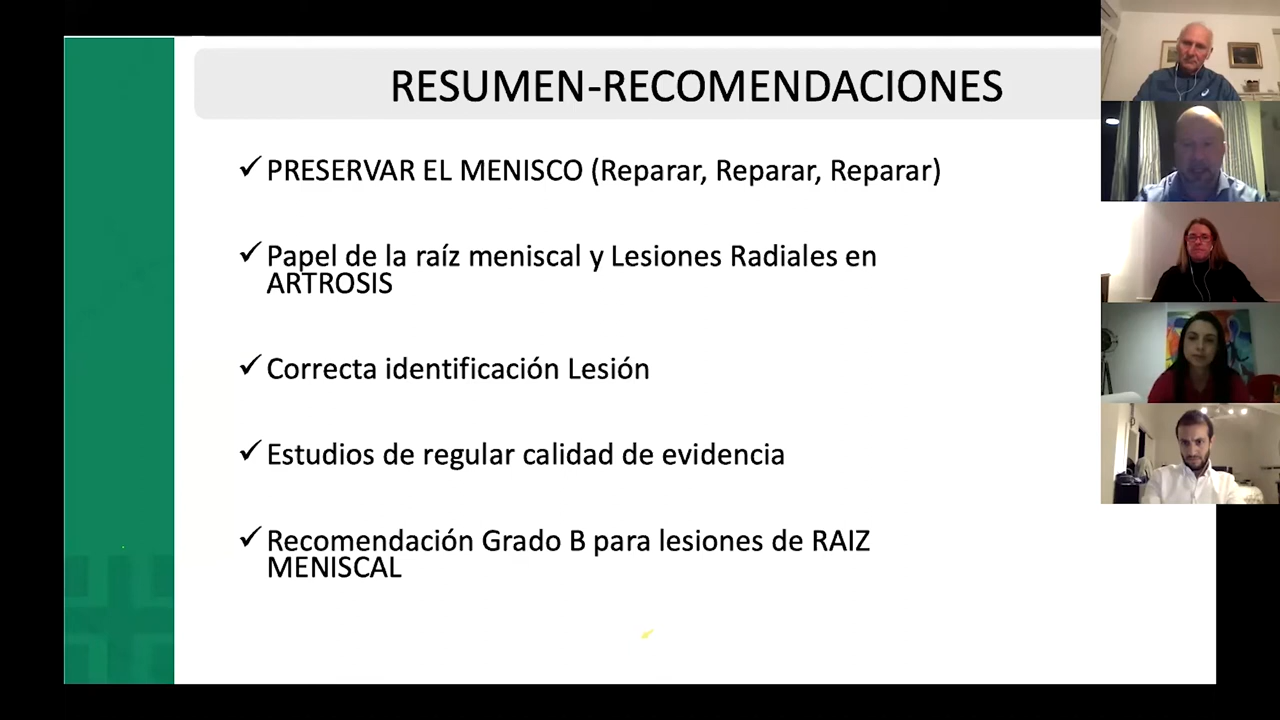 RESUMEN-RECOMENDACIONES
✓ PRESERVAR EL MENISCO (Reparar, Reparar, Reparar)
✓ Papel de la raíz meniscal y Lesiones Radiales en
ARTROSIS
✓ Correcta identificación Lesión
✓ Estudios de regular calidad de evidencia
✓ Recomendación Grado B para lesiones de RAIZ
MENISCAL